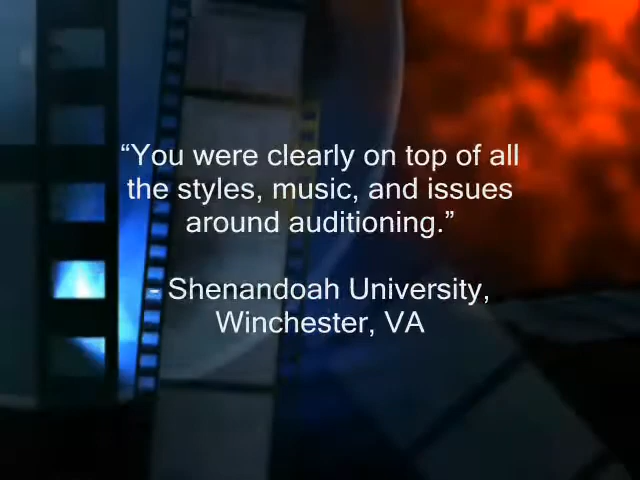 “You were clearly on top of all
the styles, music, and issues
around auditioning.”
- Shenandoah University,
Winchester, VA